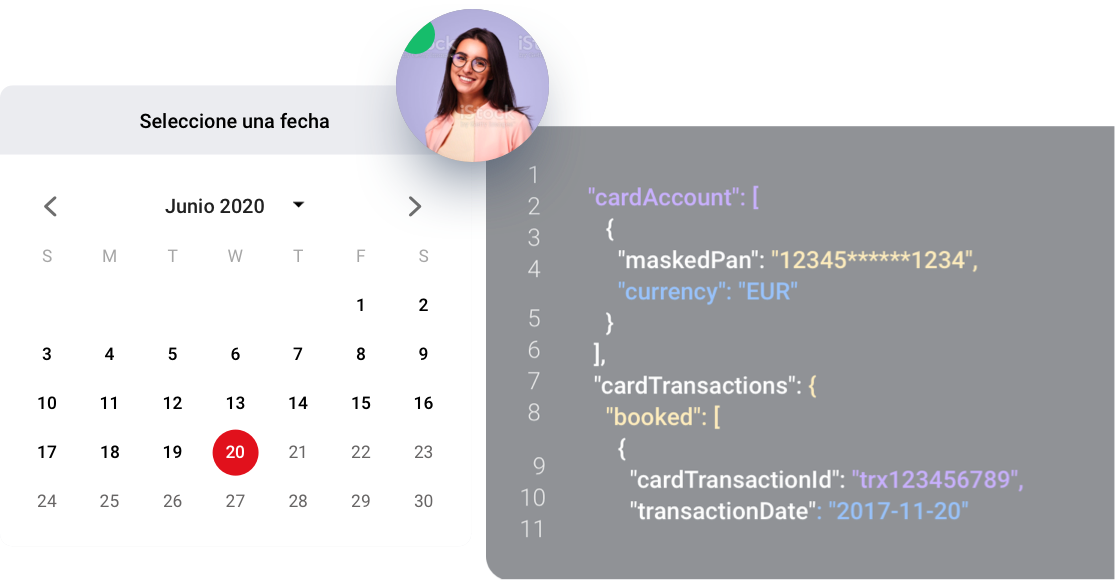 Seleccione una fecha
Junio 2020
S M T W T F S
1 2
3 4 5 6 7 8 9
10 11 12 13 14 15 16
17 18 19 20 21 22 23
24 25 26 27 28 29 30
iStock
1
2
3
4
5
6
7
8
9
10
11
"cardAccount": [
{
"maskedPan": "12345******1234",
"currency": "EUR"
}
],
"cardTransactions": {
"booked": [
{
"cardTransactionId": "trx123456789",
"transactionDate": "2017-11-20"